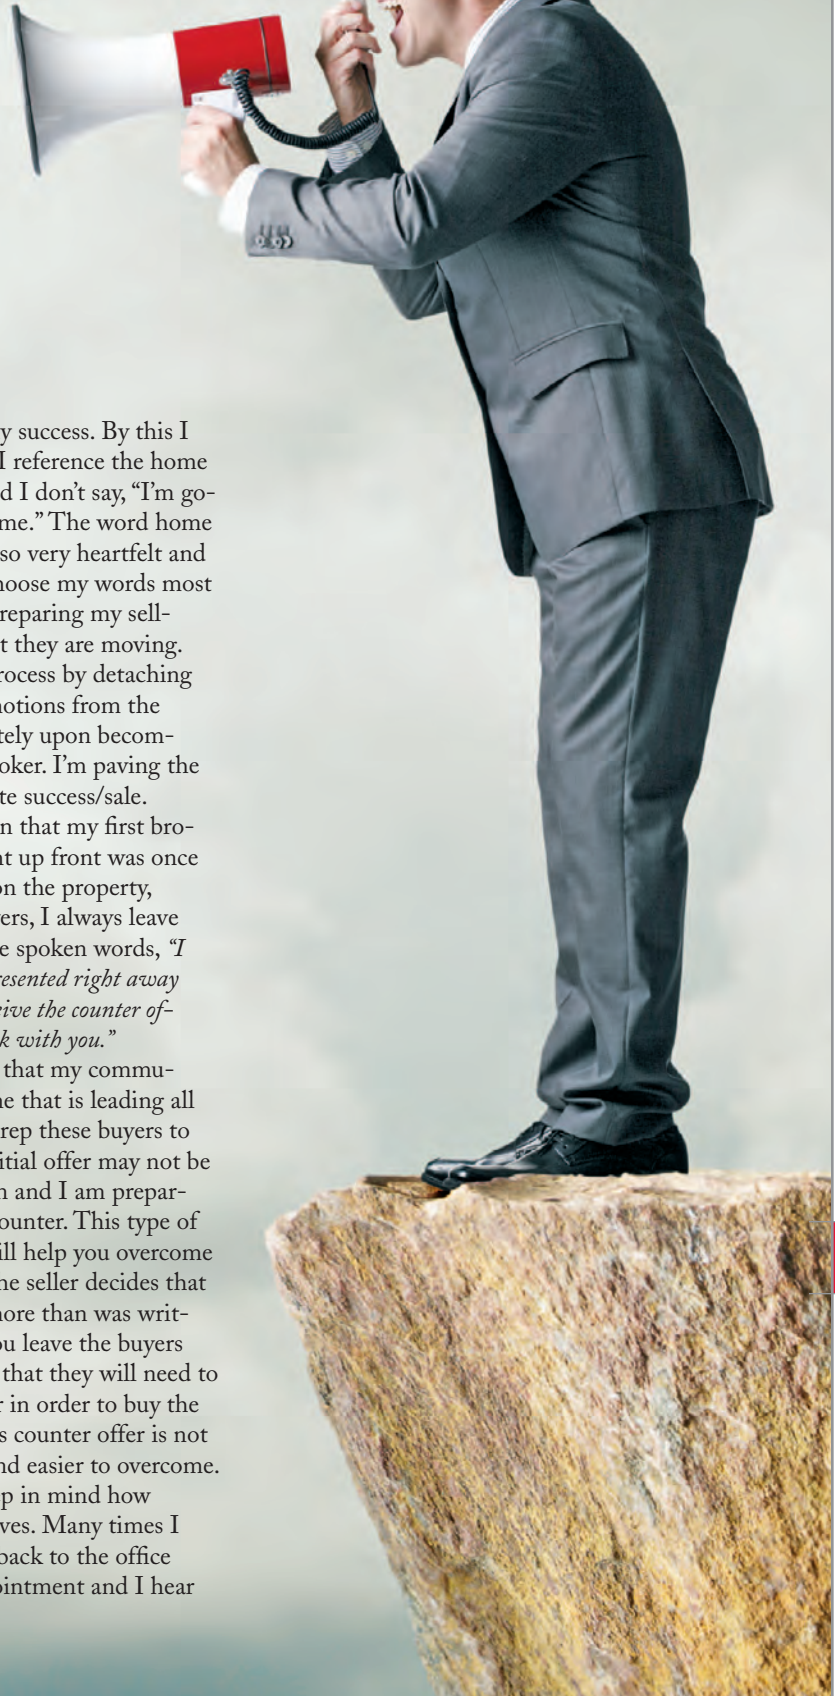 y success. By this I
I reference the home
d I don't say, “I'm go-
me.” The word home
so very heartfelt and
hoose my words most
reparing my sell-
t they are moving.
rocess by detaching
notions from the
tely upon becom-
oker. I'm paving the
te success/sale.
n that my first bro-
nt up front was once
on the property,
ers, I always leave
e spoken words, “I
resented right away
eive the counter of-
k with you.”
that my commu-
ne that is leading all
rep these buyers to
itial offer may not be
n and I am prepar-
ounter. This type of
ill help you overcome
ne seller decides that
nore than was writ-
ou leave the buyers
that they will need to
r in order to buy the
s counter offer is not
nd easier to overcome.
p in mind how
ves. Many times I
back to the office
ointment and I hear